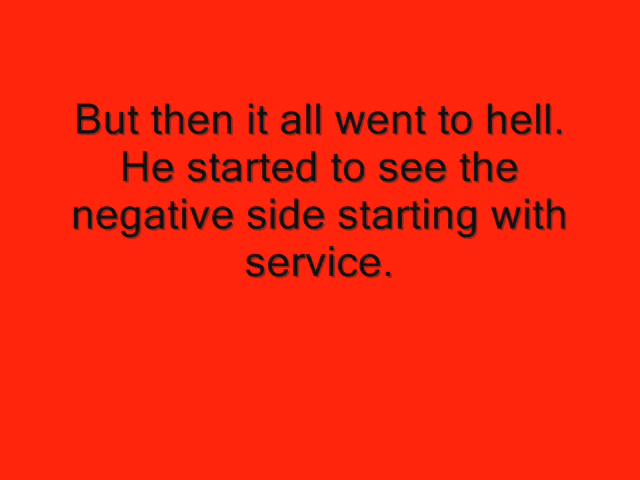 But then it all went to hell.
He started to see the
negative side starting with
service.